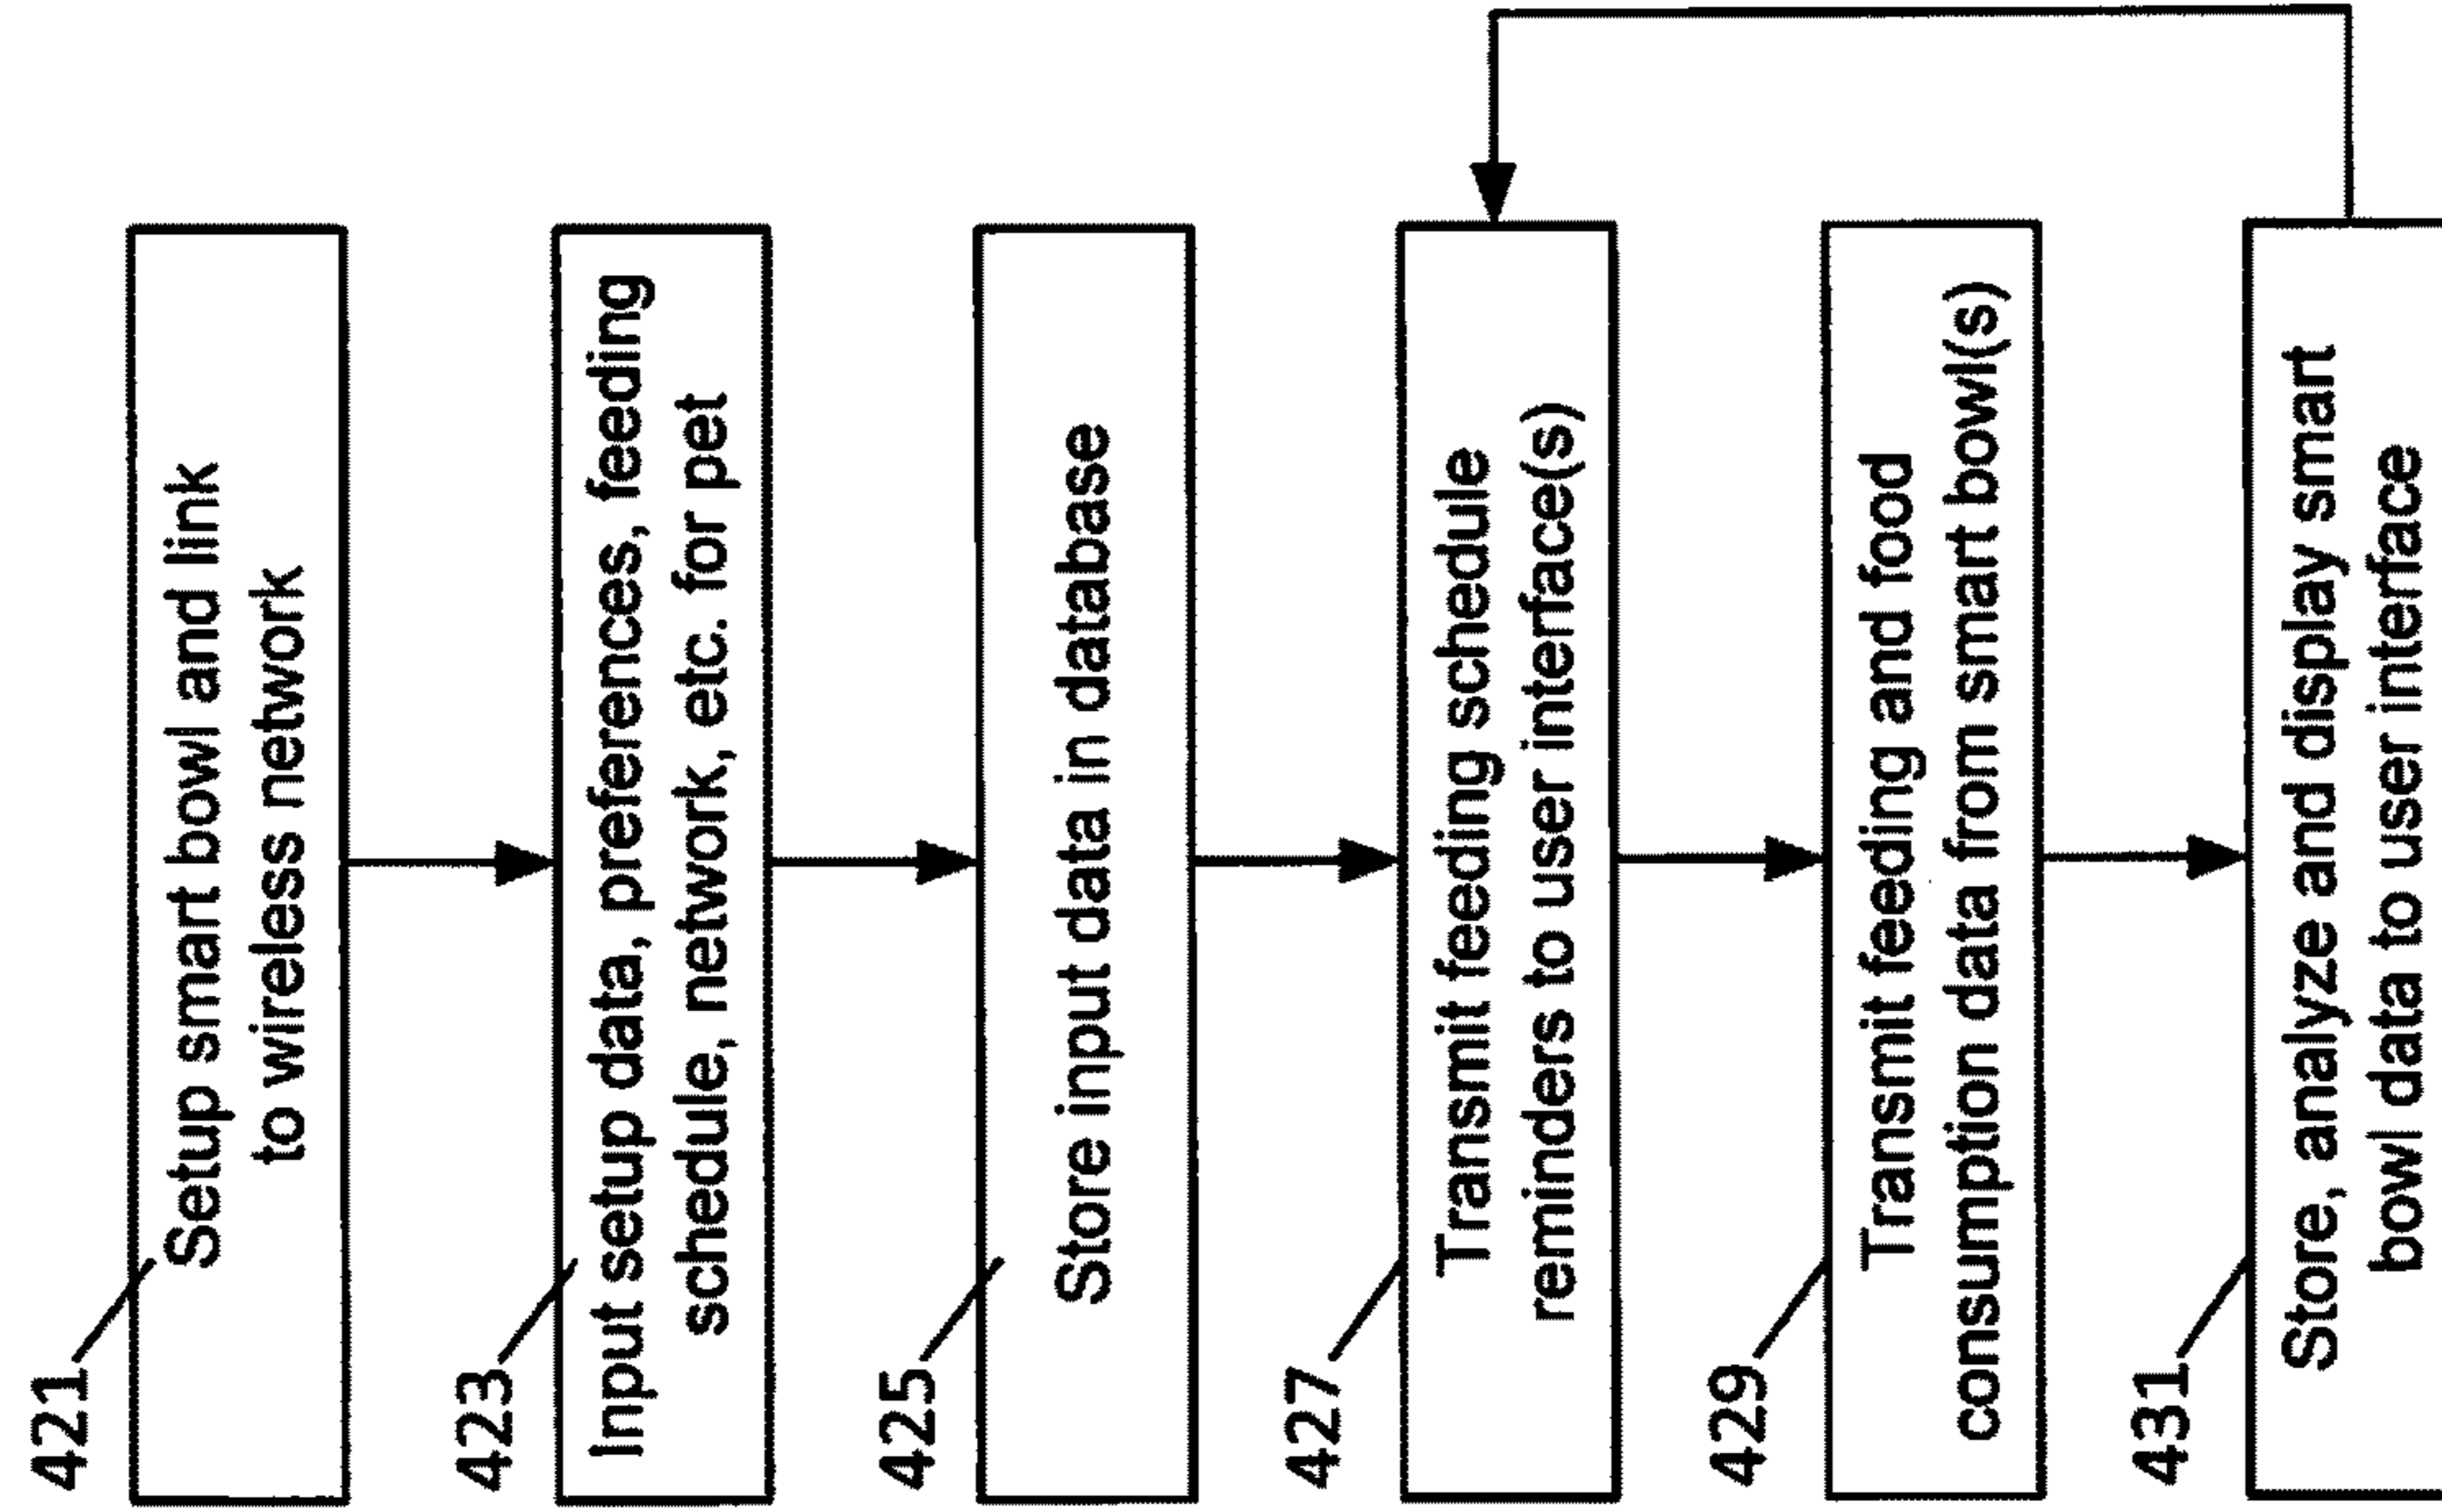 421
Setup smart bowl and link
to wireless network
423
Input setup data, preferences, feeding
schedule, network, etc. for pet
425
Store input data in database
427
Transmit feeding schedule
reminders to user interface(s)
429
Transmit feeding and food
consumption data from smart bowl(s)
431
Store, analyze and display smart
bowl data to user interface